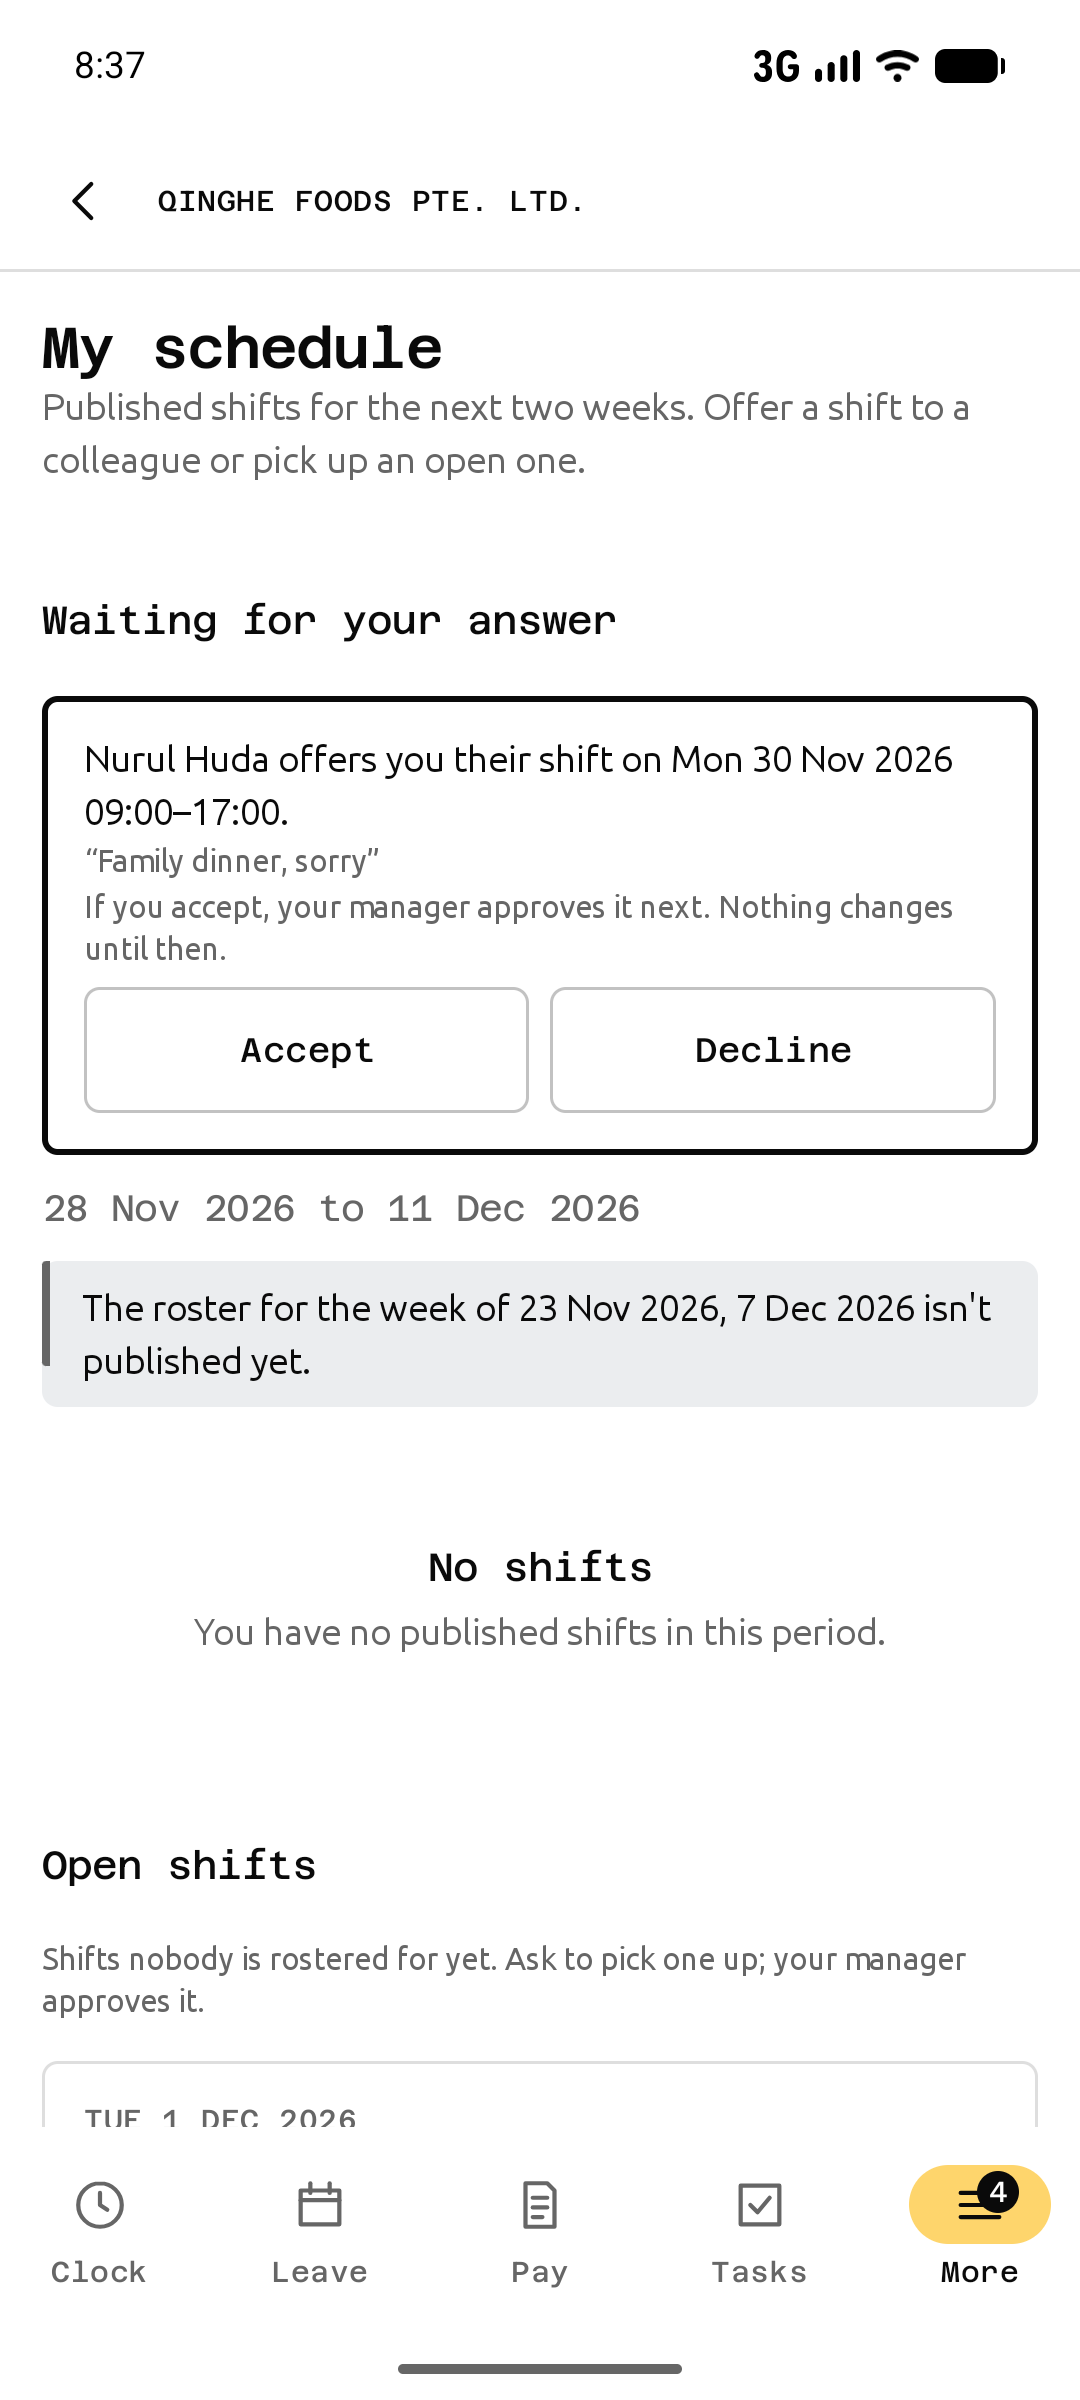 8:37
3G
QINGHE FOODS PTE. LTD.
My schedule
Published shifts for the next two weeks. Offer a shift to a
colleague or pick up an open one.
Waiting for your answer
Nurul Huda offers you their shift on Mon 30 Nov 2026
09:00–17:00.
“Family dinner, sorry”
If you accept, your manager approves it next. Nothing changes
until then.
Accept
Decline
28 Nov 2026 to 11 Dec 2026
The roster for the week of 23 Nov 2026, 7 Dec 2026 isn't
published yet.
No shifts
You have no published shifts in this period.
Open shifts
Shifts nobody is rostered for yet. Ask to pick one up; your manager
approves it.
TUE 1 DEC 2026
4
Clock
Leave
Pay
Tasks
More